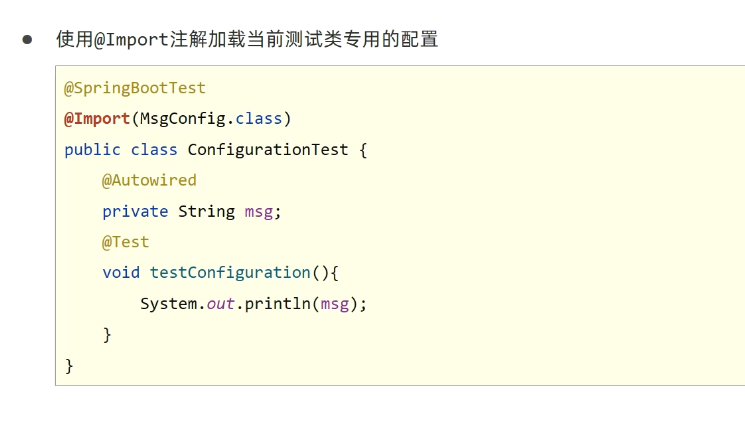 ● 使用@Import注解加载当前测试类专用的配置
@SpringBootTest
@Import(MsgConfig.class)
public class ConfigurationTest {
    @Autowired
    private String msg;
    @Test
    void testConfiguration(){
        System.out.println(msg);
    }
}